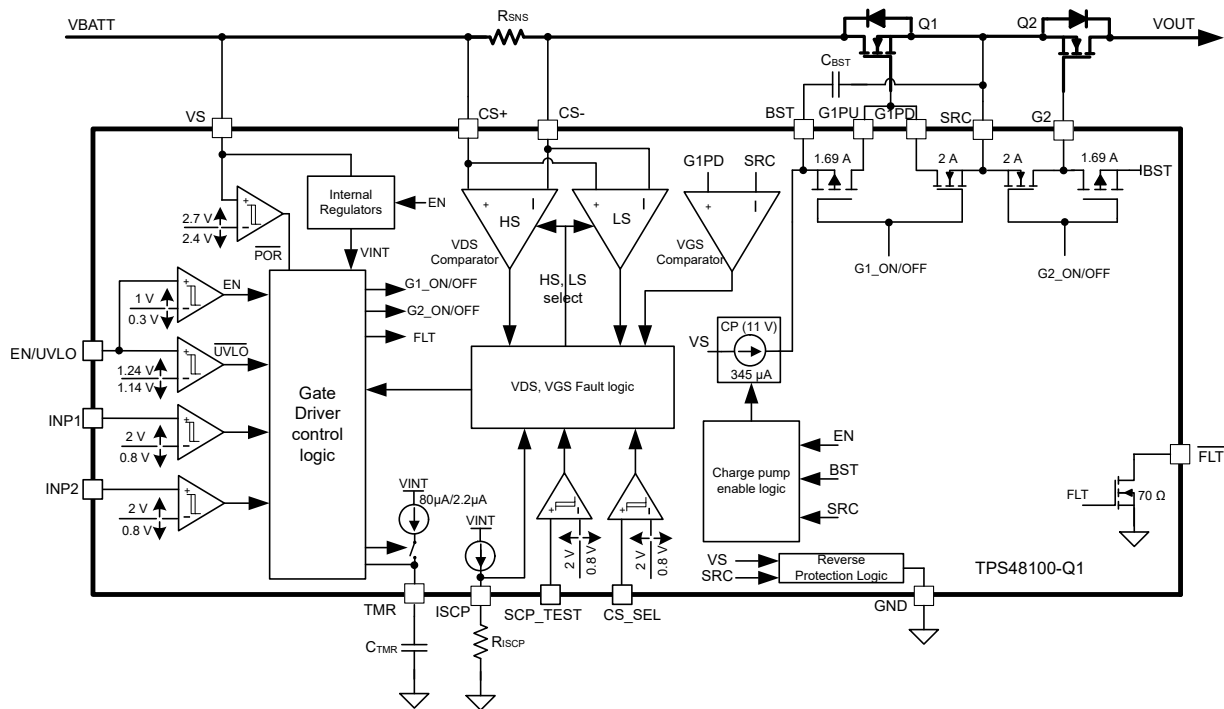 VBATT
RSNS
Q1
Q2
VOUT
CBST
VS
CS+
CS-
BST
G1PU
G1PD
SRC
G2
1.69 A
2 A
2 A
1.69 A
BST
G1PD
SRC
Internal
Regulators
EN
+
HS
LS
2.7 V
2.4 V
POR
VINT
VDS
Comparator
VGS
Comparator
HS, LS
select
G1_ON/OFF
G2_ON/OFF
EN
1 V
0.3 V
G1_ON/OFF
G2_ON/OFF
FLT
CP (11 V)
VS
345 µA
EN/UVLO
UVLO
1.24 V
1.14 V
Gate
Driver
control
logic
VDS, VGS Fault logic
INP1
2 V
0.8 V
INP2
2 V
0.8 V
Charge pump
enable logic
EN
BST
SRC
FLT
FLT
70 Ω
VINT
80µA/2.2µA
VINT
2 V
0.8 V
2 V
0.8 V
VS
SRC
Reverse
Protection Logic
TPS48100-Q1
TMR
ISCP
SCP_TEST
CS_SEL
GND
CTMR
RISCP